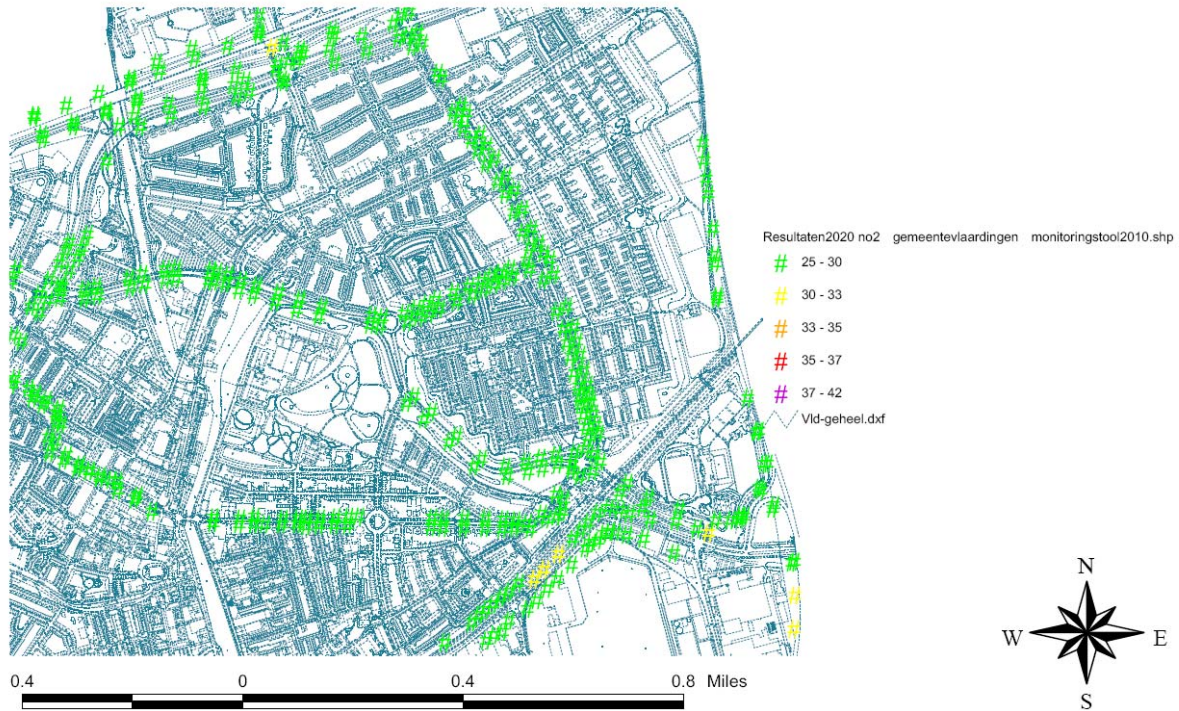 Resultaten2020 no2 gemeentevlaardingen monitoringstool2010.shp
# 25 - 30
# 30 - 33
# 33 - 35
# 35 - 37
# 37 - 42
Vld-geheel.dxf
N
W E
S
0.4 0 0.4 0.8 Miles